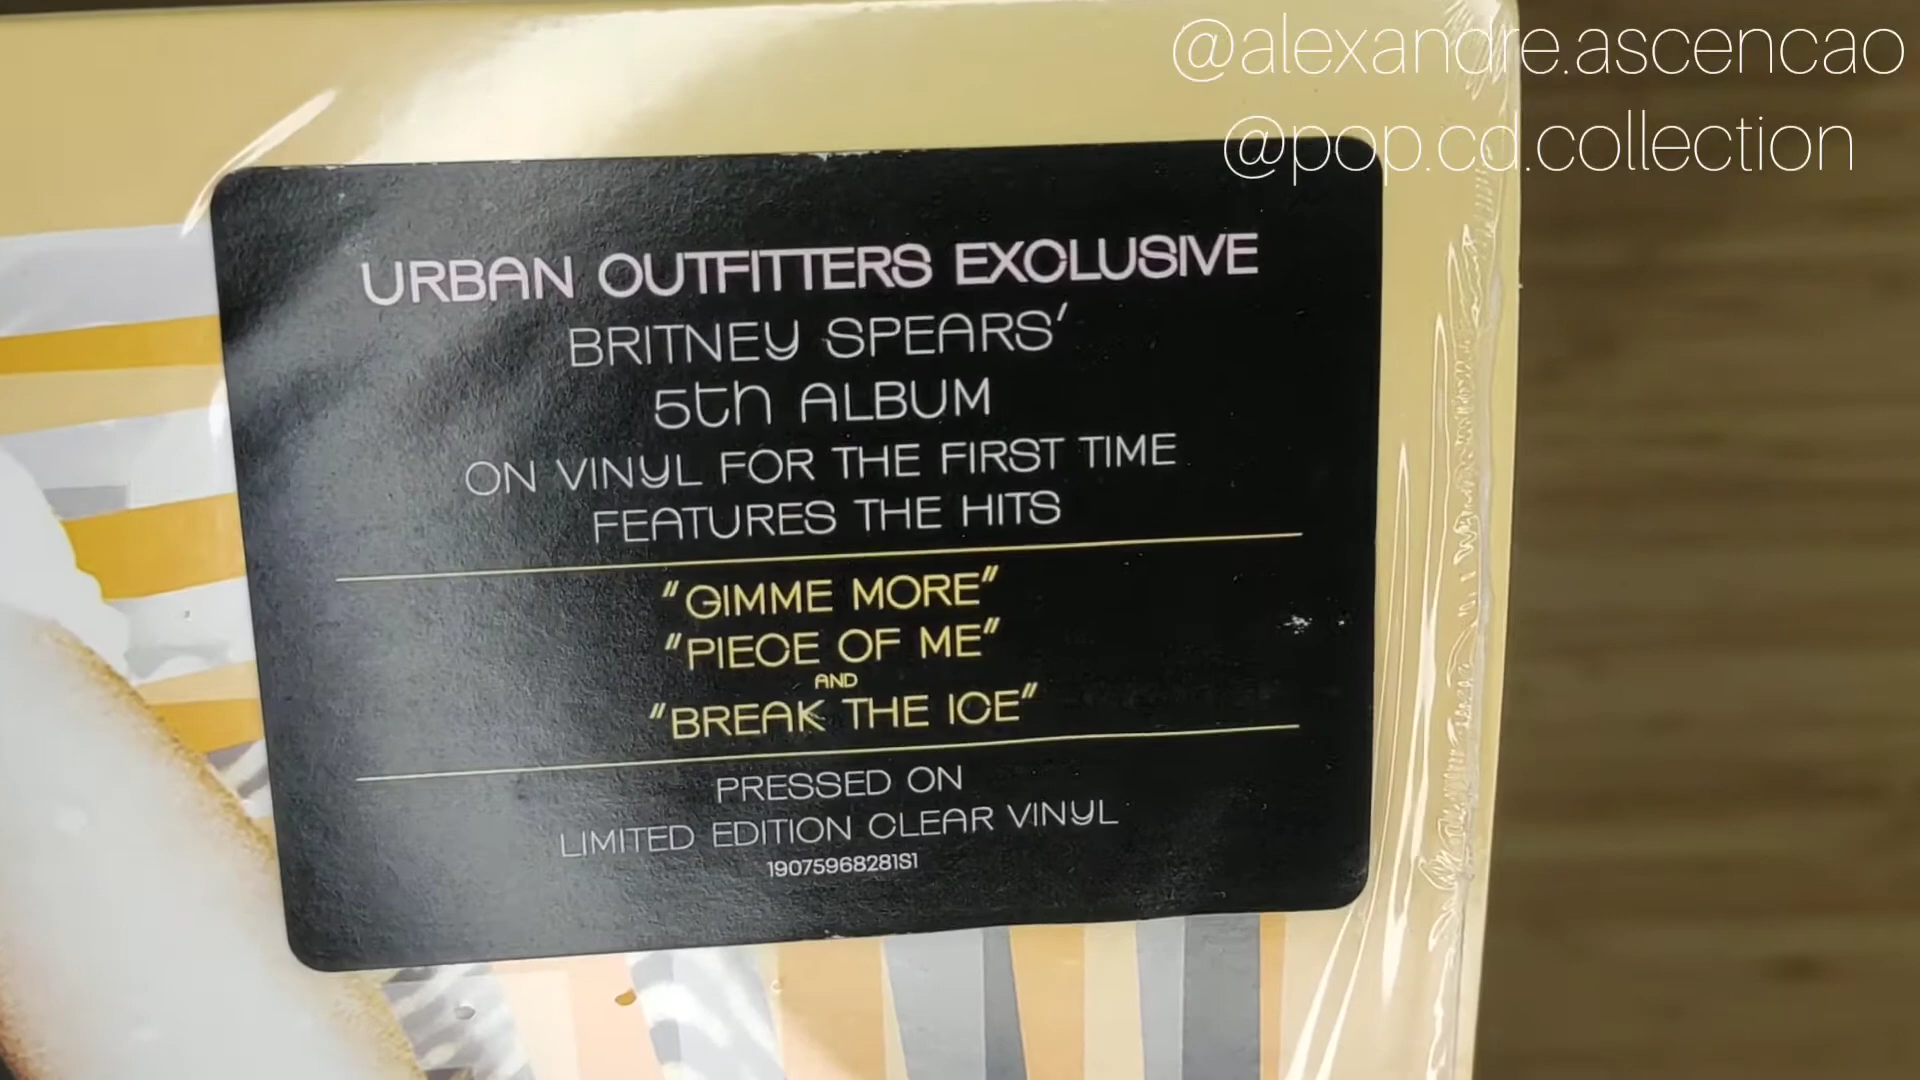 @alexandre.ascencao
@pop.cd.collection
URBAN OUTFITTERS EXCLUSIVE
BRITNEY SPEARS'
5th ALBUM
ON VINYL FOR THE FIRST TIME
FEATURES THE HITS
"GIMME MORE"
"PIECE OF ME"
AND
"BREAK THE ICE"
PRESSED ON
LIMITED EDITION CLEAR VINYL
19075968281S1